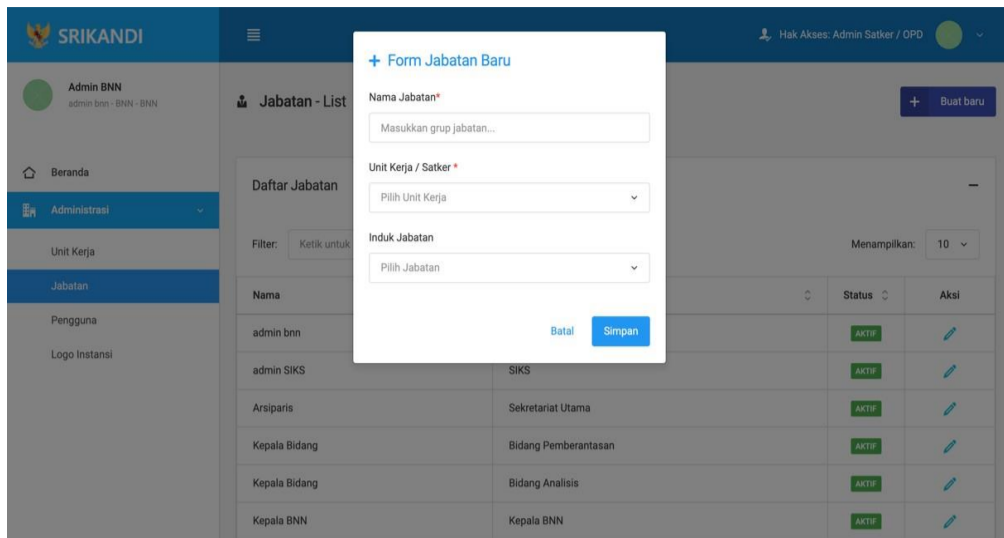 SRIKANDI
Hak Akses: Admin Satker / OPD
Admin BNN
admin bnn - BNN - BNN
Beranda
Administrasi
Unit Kerja
Jabatan
Pengguna
Logo Instansi
Jabatan - List
+ Buat baru
Daftar Jabatan
Filter: Ketik untuk
Menampilkan: 10
Nama Status Aksi
admin bnn AKTIF
admin SIKS SIKS AKTIF
Arsiparis Sekretariat Utama AKTIF
Kepala Bidang Bidang Pemberantasan AKTIF
Kepala Bidang Bidang Analisis AKTIF
Kepala BNN Kepala BNN AKTIF
+ Form Jabatan Baru
Nama Jabatan*
Masukkan grup jabatan...
Unit Kerja / Satker *
Pilih Unit Kerja
Induk Jabatan
Pilih Jabatan
Batal Simpan